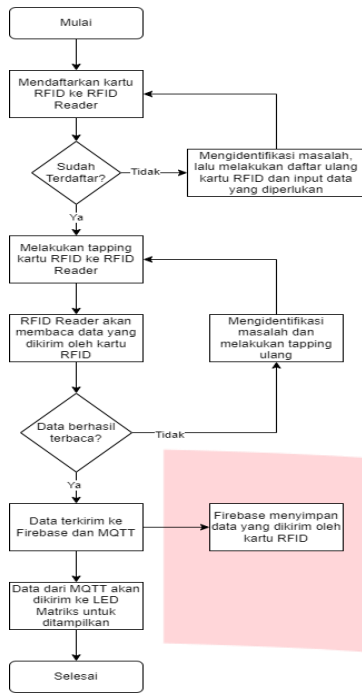 Mulai
Mendaftarkan kartu
RFID ke RFID
Reader
Sudah
Terdaftar?
Tidak
Mengidentifikasi masalah,
lalu melakukan daftar ulang
kartu RFID dan input data
yang diperlukan
Ya
Melakukan tapping
kartu RFID ke RFID
Reader
RFID Reader akan
membaca data yang
dikirim oleh kartu
RFID
Mengidentifikasi
masalah dan
melakukan tapping
ulang
Data berhasil
terbaca?
Tidak
Ya
Data terkirim ke
Firebase dan MQTT
Firebase menyimpan
data yang dikirim oleh
kartu RFID
Data dari MQTT akan
dikirim ke LED
Matriks untuk
ditampilkan
Selesai